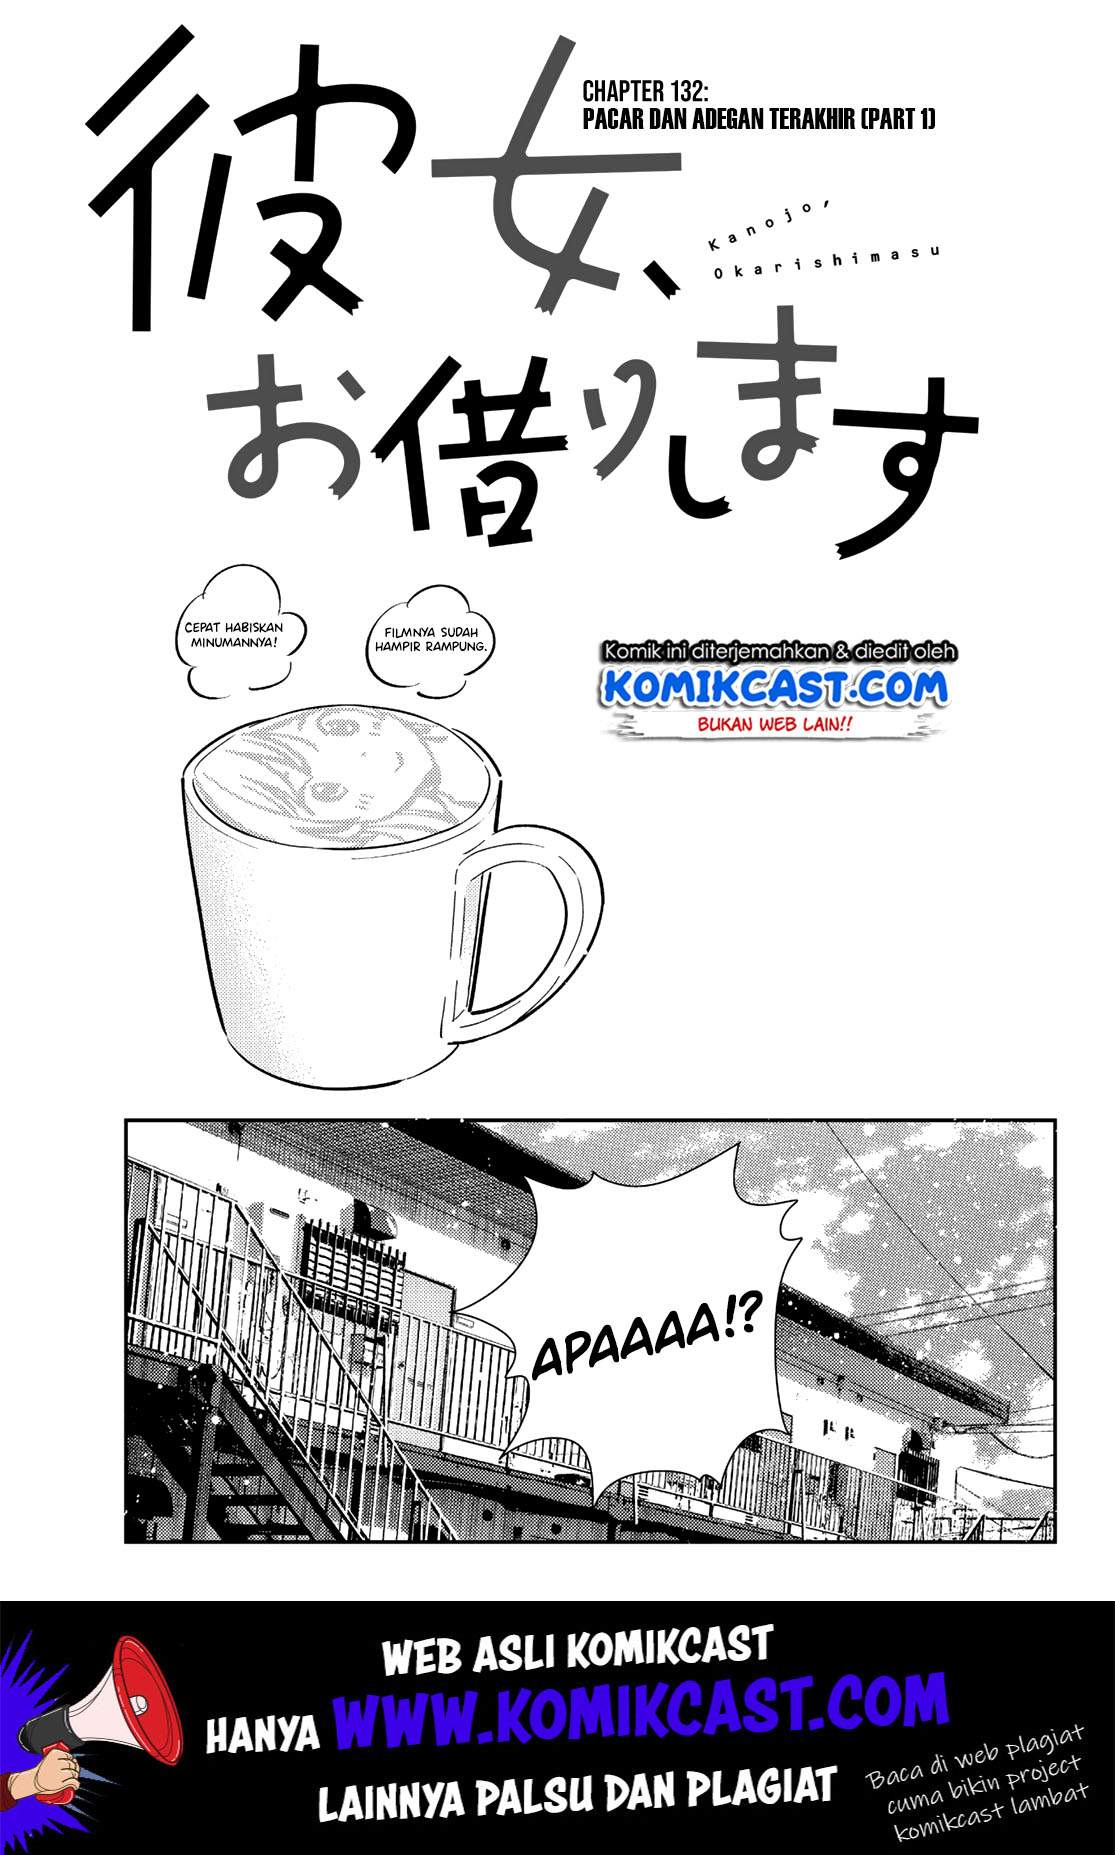 彼女、
お借りします
CHAPTER 132:
PACAR DAN ADEGAN TERAKHIR (PART 1)
Kanojo,
Okarishimasu
CEPAT HABISKAN
MINUMANNYA!
FILMNYA SUDAH
HAMPIR RAMPUNG.
Komik ini diterjemahkan & diedit oleh
KOMIKCAST.COM
BUKAN WEB LAIN!!
APAAAA!?
WEB ASLI KOMIKCAST
HANYA WWW.KOMIKCAST.COM
LAINNYA PALSU DAN PLAGIAT
Baca di web plagiat
cuma bikin project
komikcast lambat